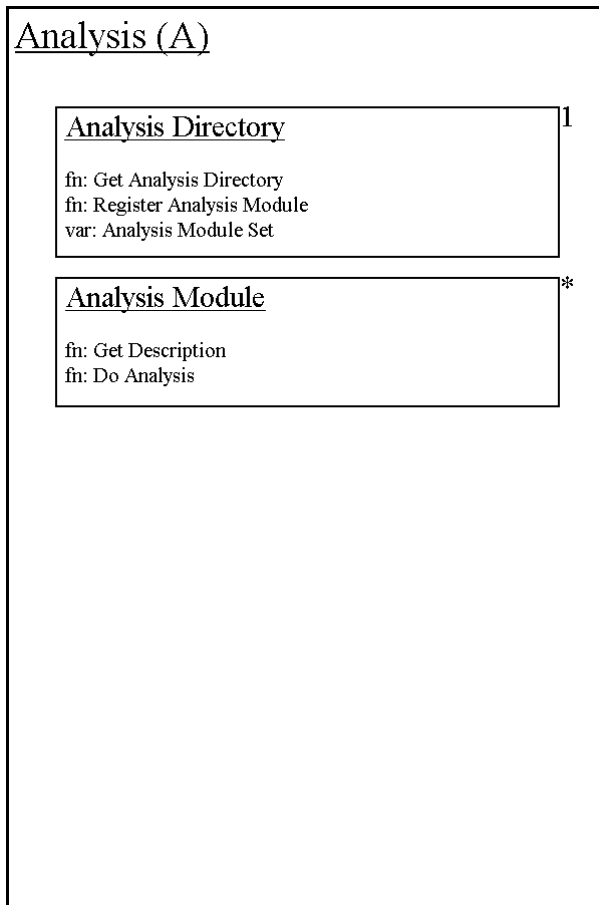 Analysis (A)
Analysis Directory
1
fn: Get Analysis Directory
fn: Register Analysis Module
var: Analysis Module Set
Analysis Module
*
fn: Get Description
fn: Do Analysis